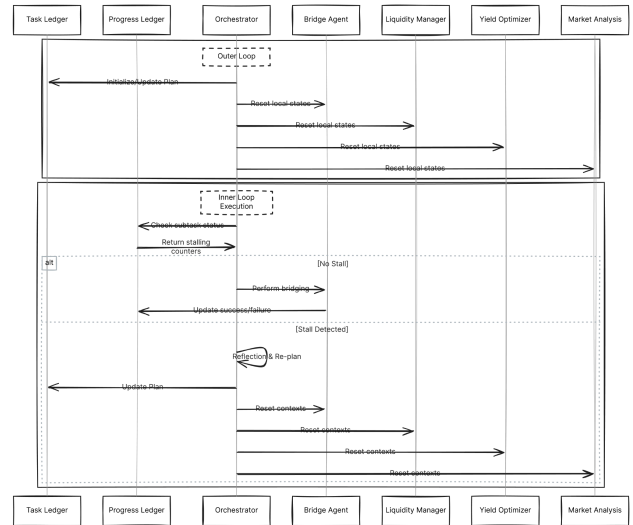 Task Ledger
Progress Ledger
Orchestrator
Bridge Agent
Liquidity Manager
Yield Optimizer
Market Analysis
Outer Loop
Initialize/Update Plan
Reset local states
Reset local states
Reset local states
Reset local states
Inner Loop
Execution
Check subtask status
Return stalling
counters
alt
[No Stall]
Perform bridging
Update success/failure
[Stall Detected]
Reflection & Re-plan
Update Plan
Reset contexts
Reset contexts
Reset contexts
Reset contexts
Task Ledger
Progress Ledger
Orchestrator
Bridge Agent
Liquidity Manager
Yield Optimizer
Market Analysis